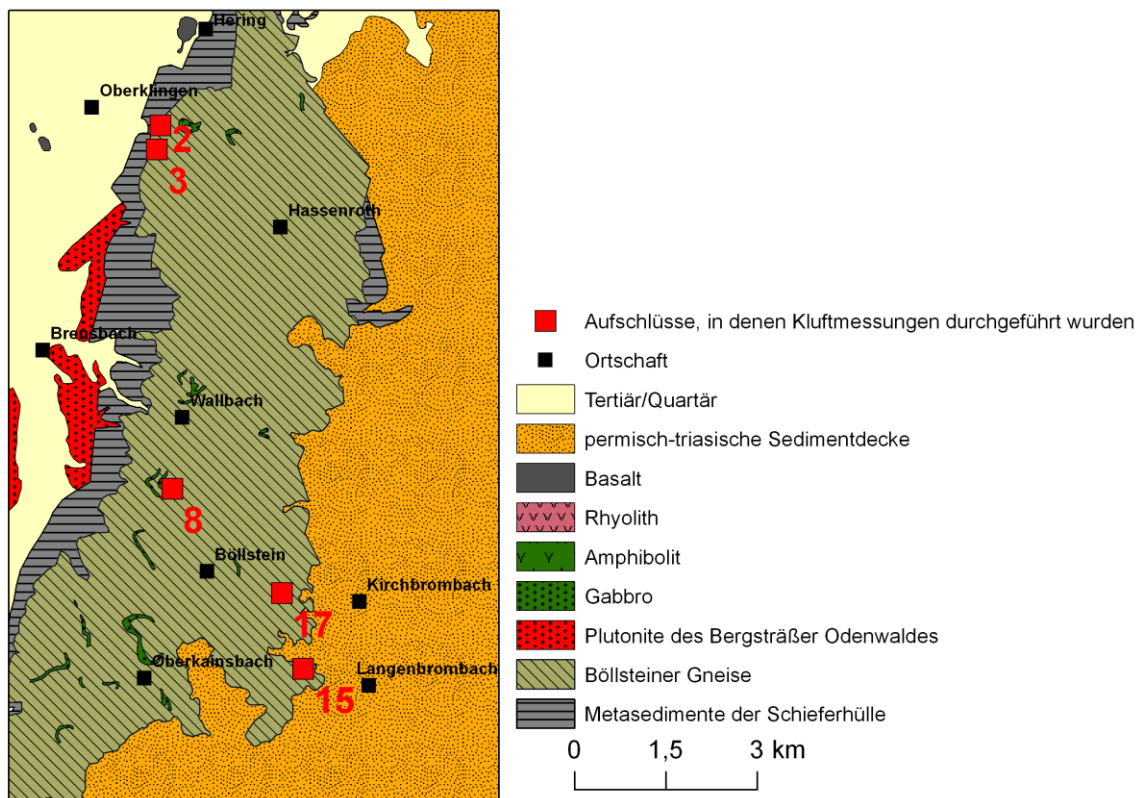 Hering
Oberklingen
2
3
Hassenroth
Brensbach
Wallbach
8
Böllstein
Kirchbrombach
17
Oberkainsbach
Langenbrombach
15
Aufschlüsse, in denen Kluftmessungen durchgeführt wurden
Ortschaft
Tertiär/Quartär
permisch-triasische Sedimentdecke
Basalt
Rhyolith
Amphibolit
Gabbro
Plutonite des Bergsträßer Odenwaldes
Böllsteiner Gneise
Metasedimente der Schieferhülle
0 1,5 3 km